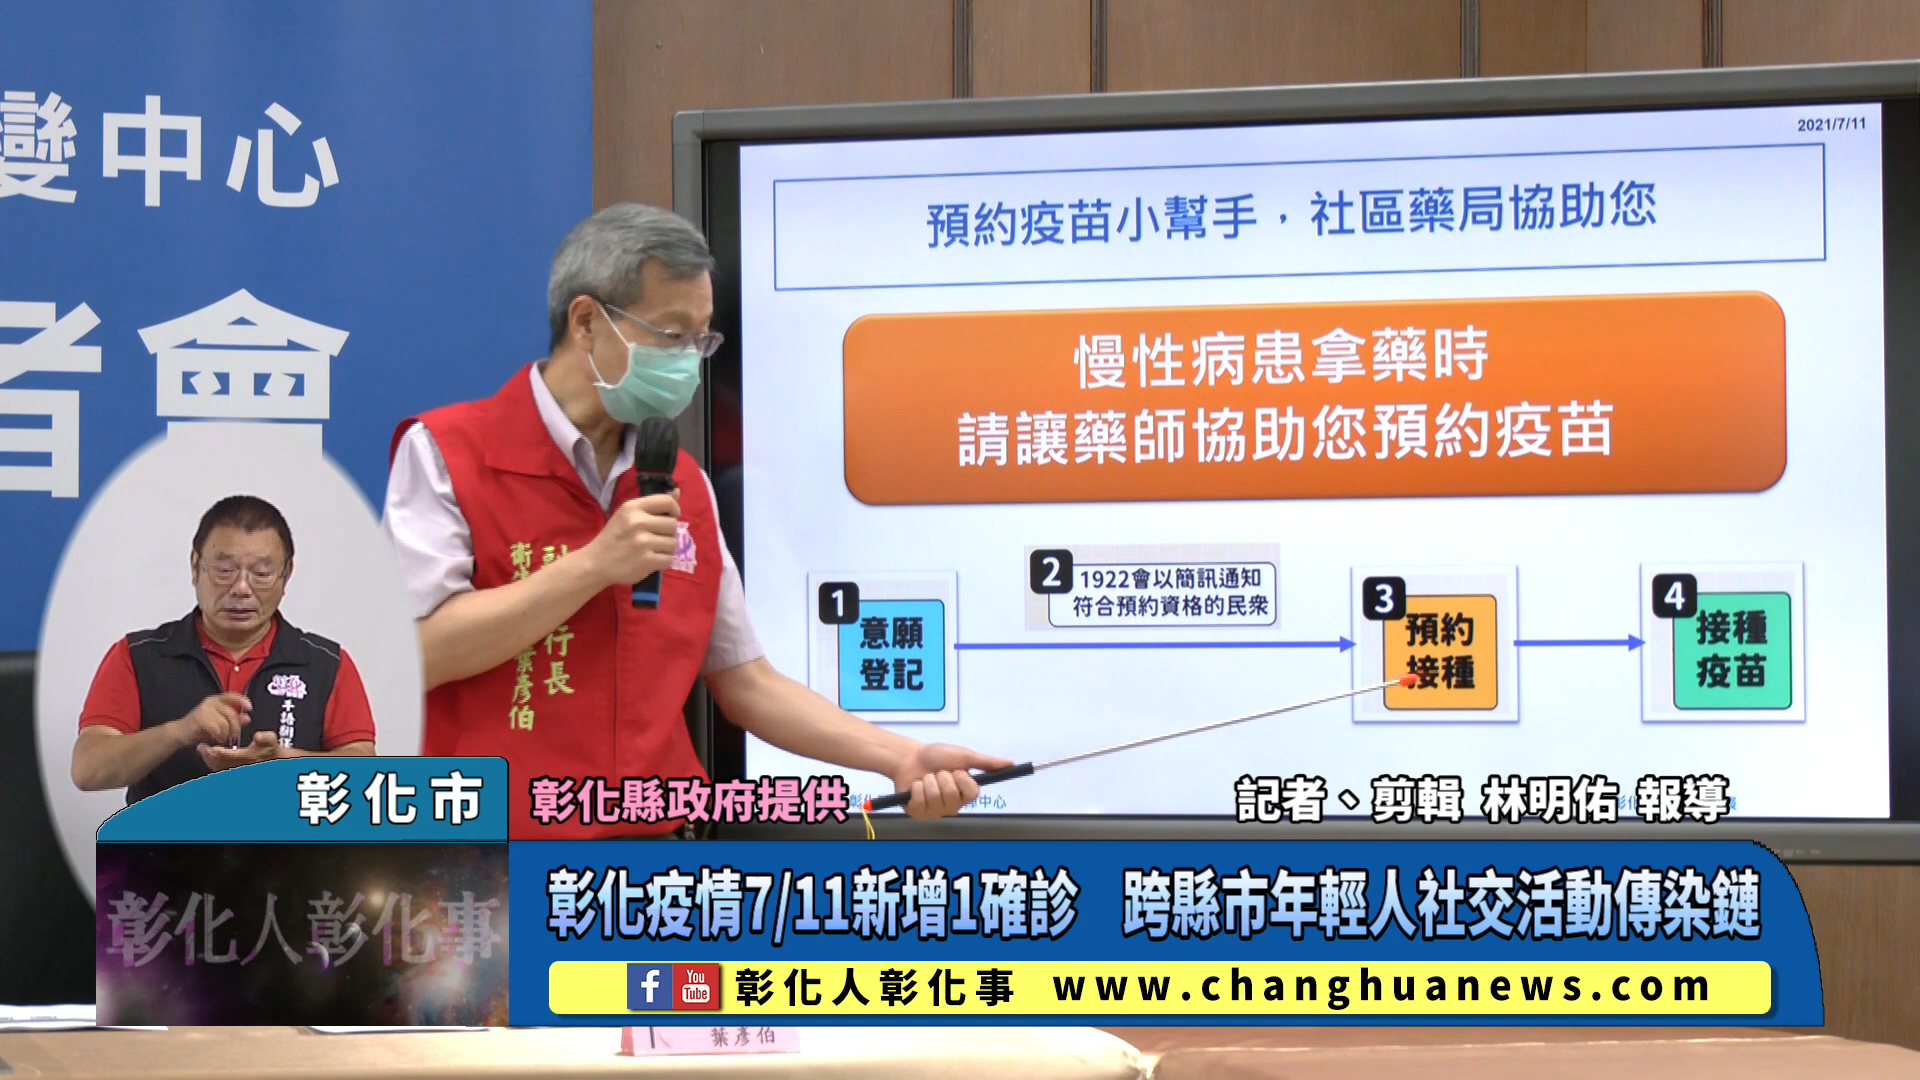 變中心
者會
2021/7/11
預約疫苗小幫手，社區藥局協助您
慢性病患拿藥時
請讓藥師協助您預約疫苗
1
意願
登記
2
1922會以簡訊通知
符合預約資格的民眾
3
預約
接種
4
接種
疫苗
行長
彥伯
彰化市
彰化縣政府提供
記者、剪輯 林明佑 報導
彰化人彰化事
彰化疫情7/11新增1確診 跨縣市年輕人社交活動傳染鏈
f You Tube 彰化人彰化事 www.changhuanews.com
葉彥伯